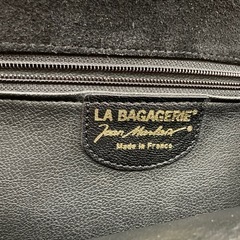 LA BAGAGERIE®
Jean Marlaix
Made in France